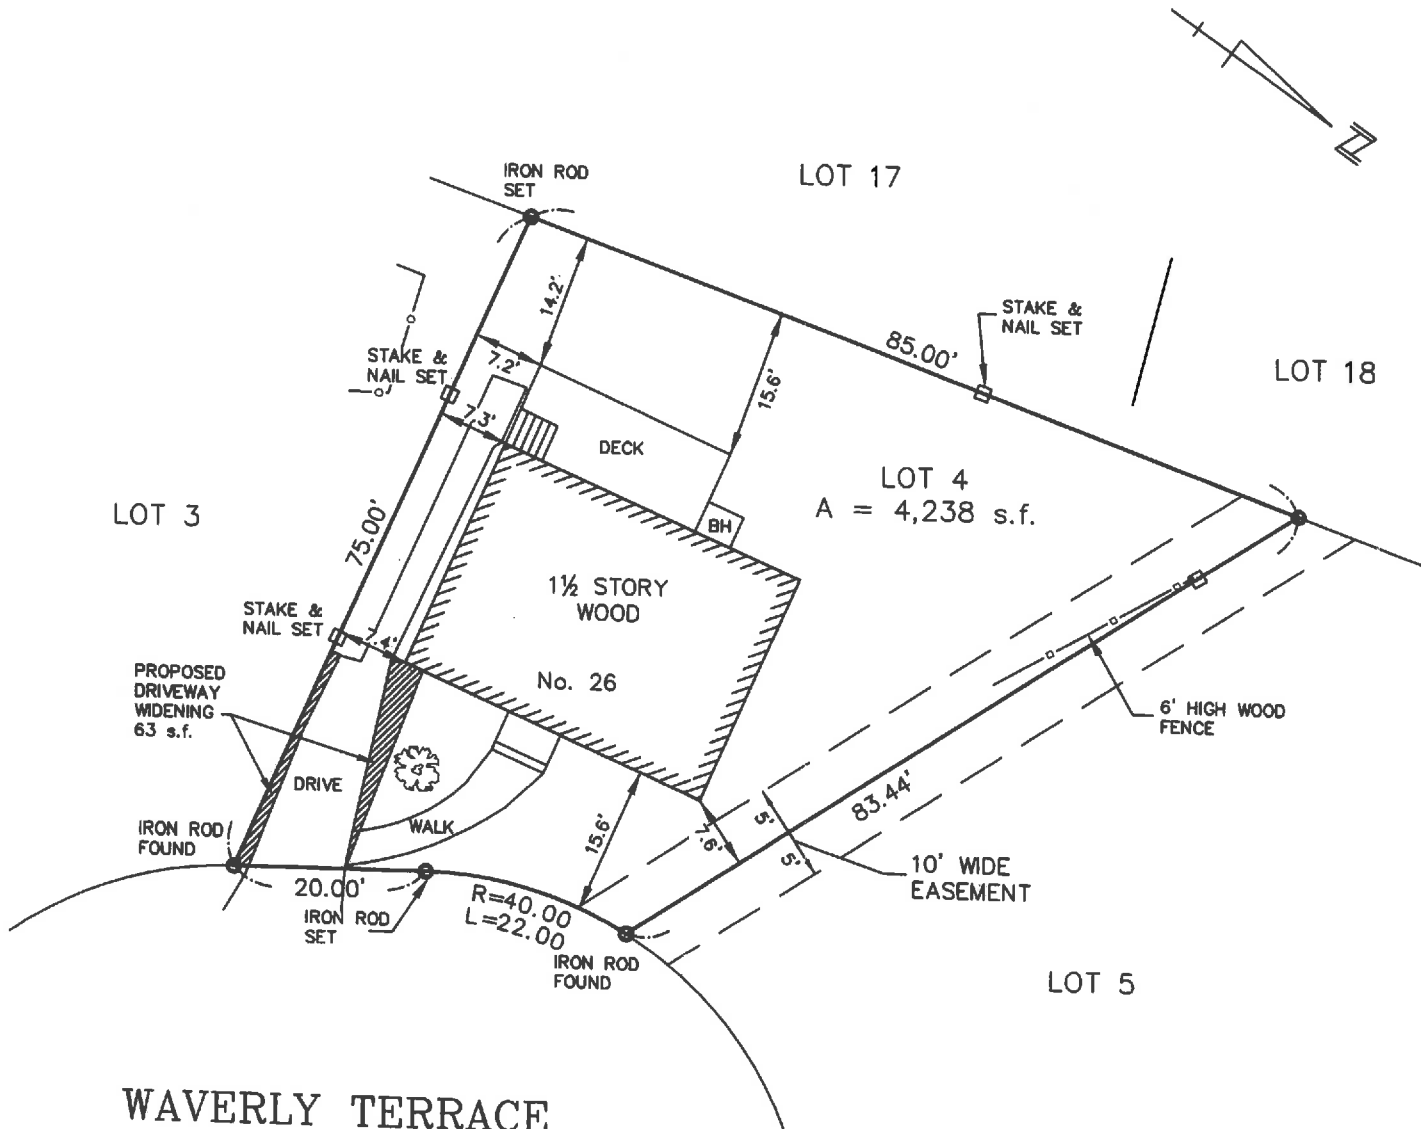 N
IRON ROD
SET
LOT 17
14.2'
STAKE &
NAIL SET
85.00'
LOT 18
STAKE &
NAIL SET
7.2'
15.6'
7.3'
DECK
LOT 4
A = 4,238 s.f.
LOT 3
75.00'
BH
1½ STORY
WOOD
STAKE &
NAIL SET
7.4'
No. 26
PROPOSED
DRIVEWAY
WIDENING
63 s.f.
6' HIGH WOOD
FENCE
DRIVE
83.44'
WALK
15.6'
7.6'
5'
5'
IRON ROD
FOUND
10' WIDE
EASEMENT
20.00'
R=40.00
L=22.00
IRON ROD
SET
IRON ROD
FOUND
LOT 5
WAVERLY TERRACE